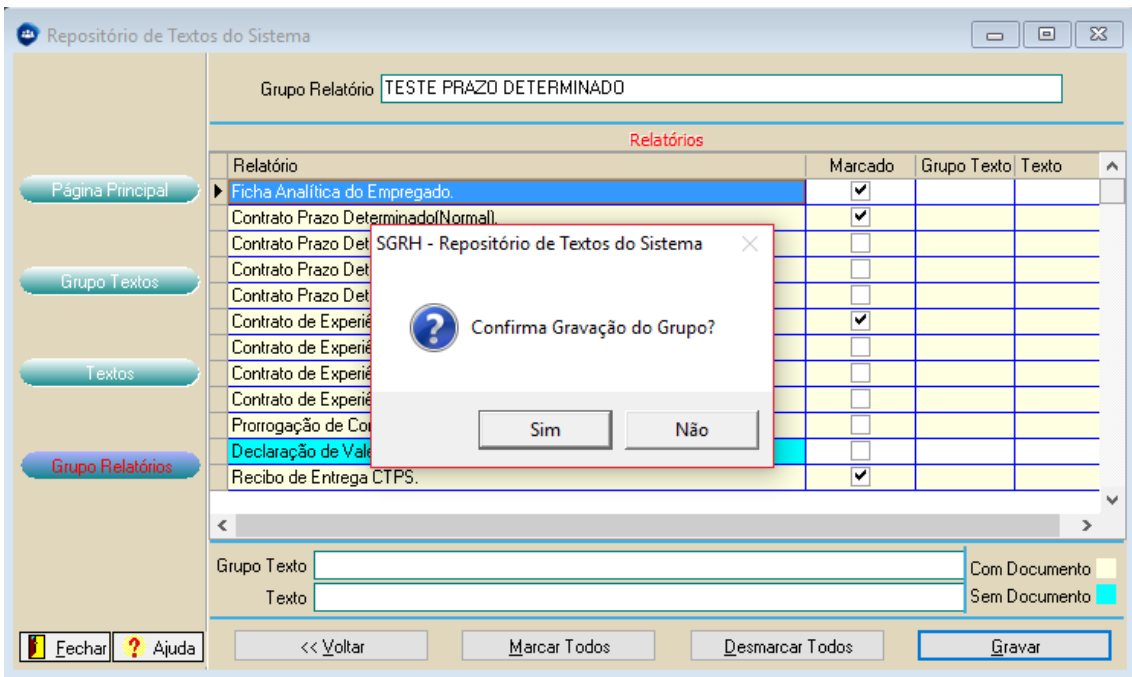 Repositório de Textos do Sistema
Grupo Relatório TESTE PRAZO DETERMINADO
Relatórios
Relatório Marcado Grupo Texto Texto
Página Principal
Ficha Analítica do Empregado.
Contrato Prazo Determinado(Normal).
Contrato Prazo Det
SGRH - Repositório de Textos do Sistema
Grupo Textos
Contrato Prazo Det
Contrato Prazo Det
Contrato de Experiê
Confirma Gravação do Grupo?
Contrato de Experiê
Textos
Contrato de Experiê
Contrato de Experiê
Prorrogação de Co
Sim Não
Declaração de Val
Grupo Relatórios
Recibo de Entrega CTPS.
Grupo Texto
Com Documento
Texto
Sem Documento
Fechar ? Ajuda << Voltar Marcar Todos Desmarcar Todos Gravar